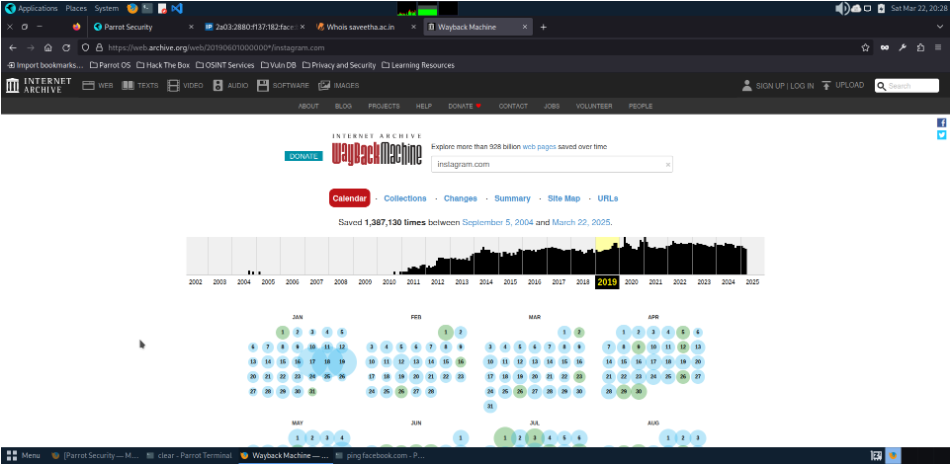 Applications Places System Sat Mar 22, 20:28
Parrot Security × 2a03:2880:f137:182:face: × Whois saveetha.ac.in × Wayback Machine ×
https://web.archive.org/web/20190601000000*/instagram.com
Import bookmarks... Parrot OS Hack The Box OSINT Services Vuln DB Privacy and Security Learning Resources
INTERNET ARCHIVE WEB TEXTS VIDEO AUDIO SOFTWARE IMAGES SIGN UP | LOG IN UPLOAD Search
ABOUT BLOG PROJECTS HELP DONATE CONTACT JOBS VOLUNTEER PEOPLE
INTERNET ARCHIVE
DONATE WayBackMachine Explore more than 928 billion web pages saved over time
instagram.com ×
Calendar · Collections · Changes · Summary · Site Map · URLs
Saved 1,387,130 times between September 5, 2004 and March 22, 2025.
2002 2003 2004 2005 2006 2007 2008 2009 2010 2011 2012 2013 2014 2015 2016 2017 2018 2019 2020 2021 2022 2023 2024 2025
JAN FEB MAR APR
1 2 3 4 5 1 2 1 2 1 2 3 4 5 6
6 7 8 9 10 11 12 3 4 5 6 7 8 9 3 4 5 6 7 8 9 7 8 9 10 11 12 13
13 14 15 16 17 18 19 10 11 12 13 14 15 16 10 11 12 13 14 15 16 14 15 16 17 18 19 20
20 21 22 23 24 25 26 17 18 19 20 21 22 23 17 18 19 20 21 22 23 21 22 23 24 25 26 27
27 28 29 30 31 24 25 26 27 28 24 25 26 27 28 29 30 28 29 30
31
MAY JUN JUL AUG
1 2 3 4 1 1 2 3 4 5 6 1 2 3
Menu [Parrot Security — M... clear - Parrot Terminal Wayback Machine — ... ping facebook.com - P...